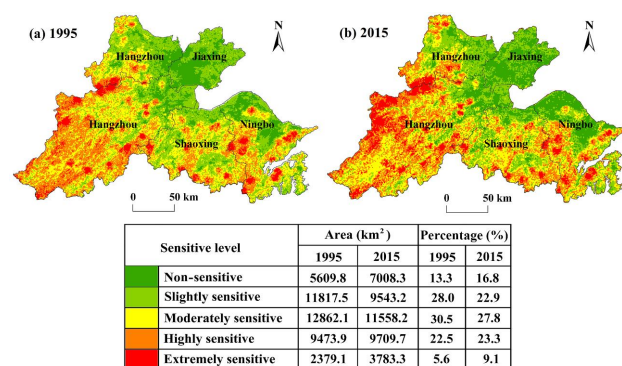 (a) 1995
N
Hangzhou
Jiaxing
Hangzhou
Shaoxing
Ningbo
0 50 km
(b) 2015
N
Hangzhou
Jiaxing
Hangzhou
Shaoxing
Ningbo
0 50 km
Sensitive level Area (km²) Percentage (%)
1995 2015 1995 2015
Non-sensitive 5609.8 7008.3 13.3 16.8
Slightly sensitive 11817.5 9543.2 28.0 22.9
Moderately sensitive 12862.1 11558.2 30.5 27.8
Highly sensitive 9473.9 9709.7 22.5 23.3
Extremely sensitive 2379.1 3783.3 5.6 9.1